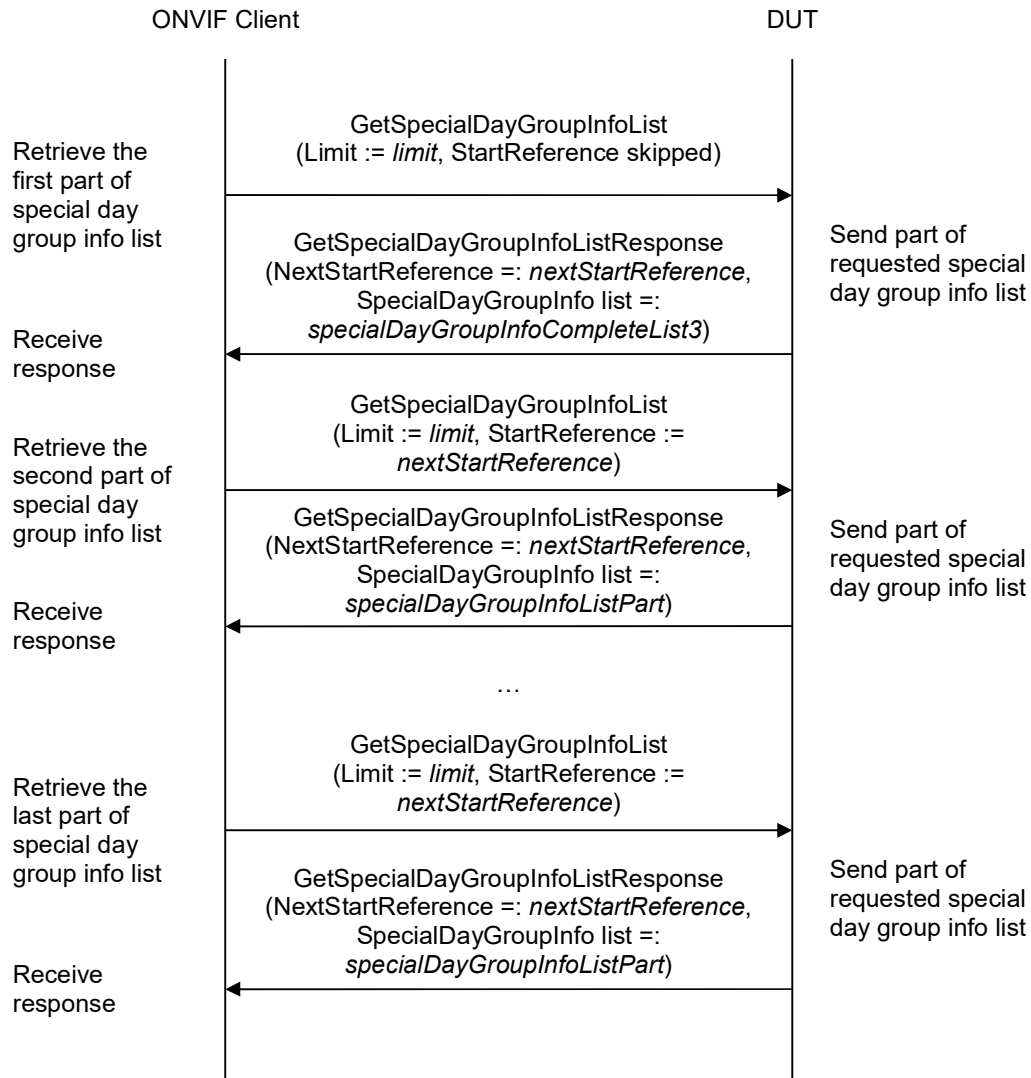 ONVIF Client
DUT
GetSpecialDayGroupInfoList
(Limit := limit, StartReference skipped)
Retrieve the
first part of
special day
group info list
GetSpecialDayGroupInfoListResponse
(NextStartReference =: nextStartReference,
SpecialDayGroupInfo list =:
specialDayGroupInfoCompleteList3)
Send part of
requested special
day group info list
Receive
response
GetSpecialDayGroupInfoList
(Limit := limit, StartReference :=
nextStartReference)
Retrieve the
second part of
special day
group info list
GetSpecialDayGroupInfoListResponse
(NextStartReference =: nextStartReference,
SpecialDayGroupInfo list =:
specialDayGroupInfoListPart)
Send part of
requested special
day group info list
Receive
response
…
GetSpecialDayGroupInfoList
(Limit := limit, StartReference :=
nextStartReference)
Retrieve the
last part of
special day
group info list
GetSpecialDayGroupInfoListResponse
(NextStartReference =: nextStartReference,
SpecialDayGroupInfo list =:
specialDayGroupInfoListPart)
Send part of
requested special
day group info list
Receive
response